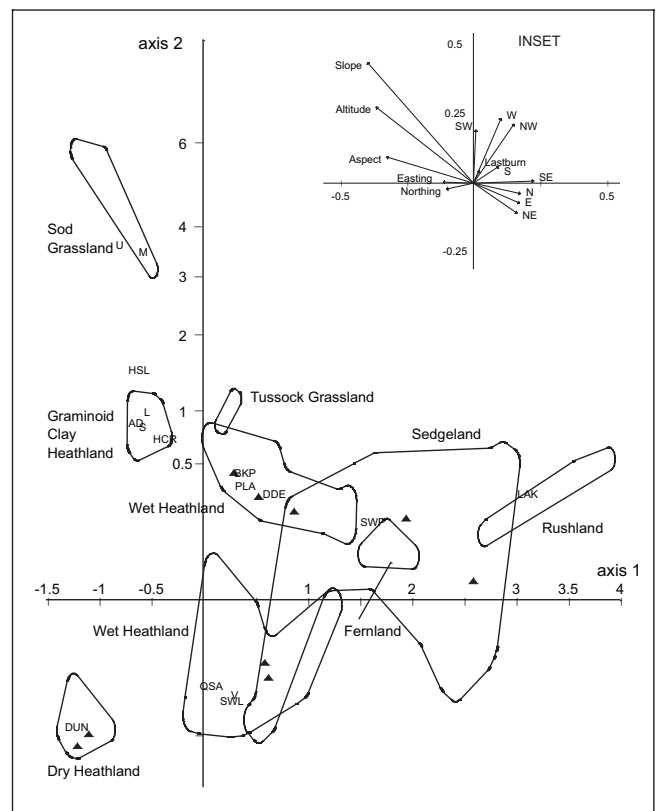 axis 2
0.5
INSET
Slope
0.25
W
Altitude
NW
SW
6
Aspect
Lastburn
S
Easting
SE
Northing
N
-0.5
0.5
E
NE
Sod
Grassland
U
M
4
-0.25
3
2
HSL
Tussock Grassland
Graminoid
Clay
Heathland
L
AD
S
HCR
1
Sedgeland
0.5
BKP
PLA
DDE
LAK
Wet Heathland
SWP
Rushland
axis 1
-1.5
-1
-0.5
1
1.5
2
2.5
3
3.5
4
Wet Heathland
Fernland
QSA
V
SWL
DUN
Dry Heathland